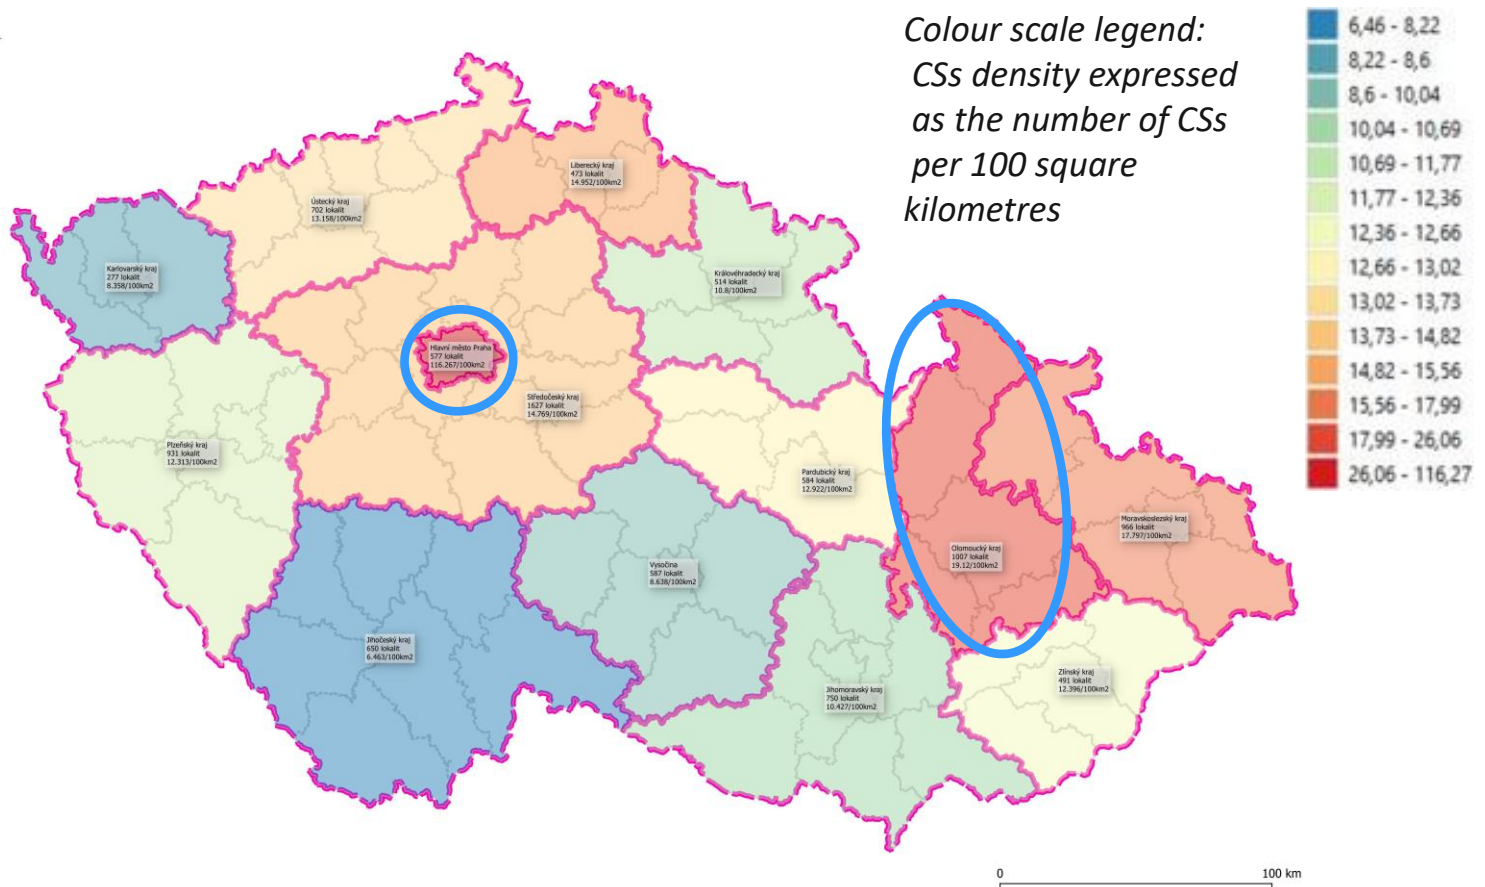 Colour scale legend:
CSs density expressed
as the number of CSs
per 100 square
kilometres
6,46 - 8,22
8,22 - 8,6
8,6 - 10,04
10,04 - 10,69
10,69 - 11,77
11,77 - 12,36
12,36 - 12,66
12,66 - 13,02
13,02 - 13,73
13,73 - 14,82
14,82 - 15,56
15,56 - 17,99
17,99 - 26,06
26,06 - 116,27
Liberecký kraj
473 lokalit
14.952/100km2
Ústecký kraj
702 lokalit
13.158/100km2
Karlovarský kraj
277 lokalit
8.358/100km2
Královéhradecký kraj
514 lokalit
10.8/100km2
Hlavní město Praha
577 lokalit
116.267/100km2
Středočeský kraj
1627 lokalit
14.769/100km2
Plzeňský kraj
931 lokalit
12.313/100km2
Pardubický kraj
584 lokalit
12.922/100km2
Moravskoslezský kraj
966 lokalit
17.797/100km2
Olomoucký kraj
1007 lokalit
19.12/100km2
Vysočina
587 lokalit
8.638/100km2
Jihočeský kraj
650 lokalit
6.463/100km2
Zlínský kraj
491 lokalit
12.396/100km2
Jihomoravský kraj
750 lokalit
10.427/100km2
0 100 km